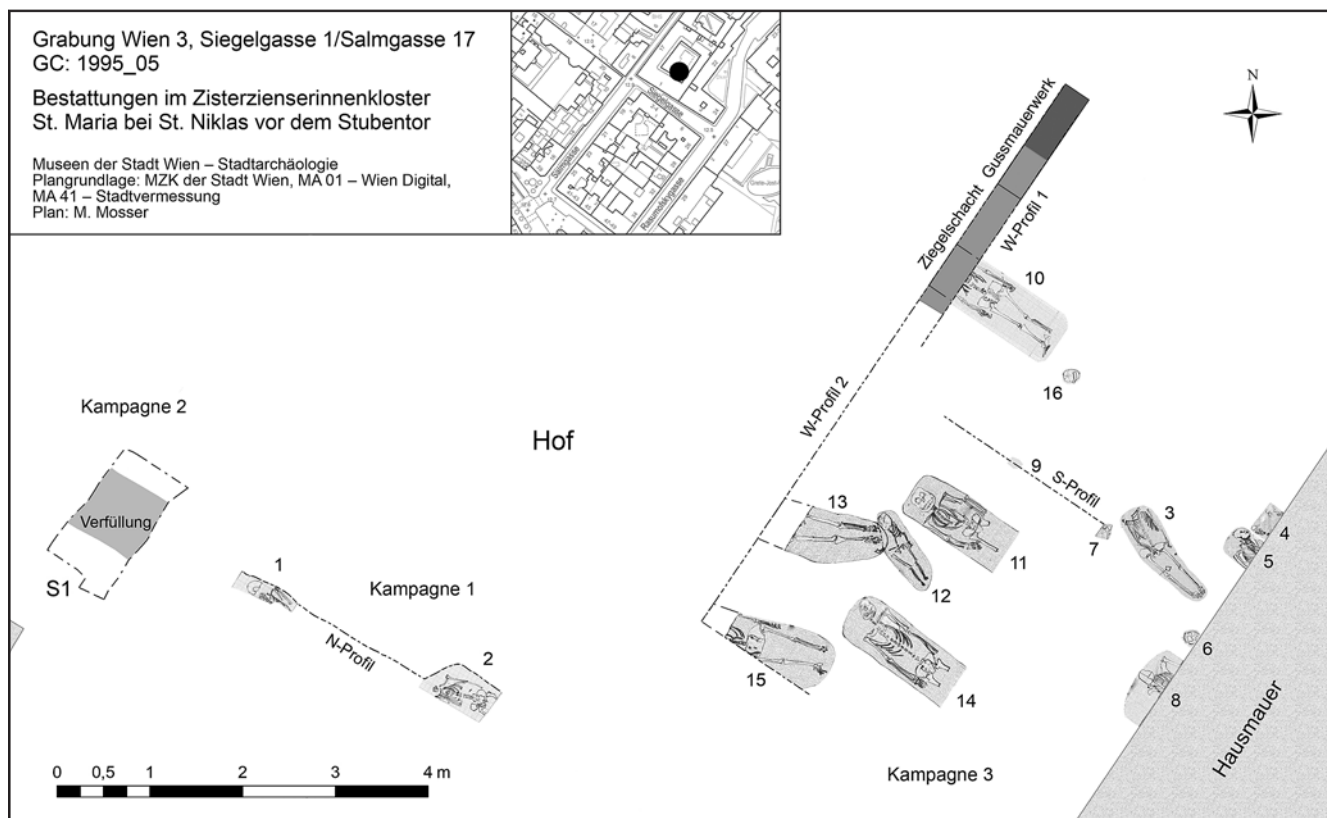 Grabung Wien 3, Siegelgasse 1/Salmgasse 17
GC: 1995_05
Bestattungen im Zisterzienserinnenkloster
St. Maria bei St. Niklas vor dem Stubentor
Museen der Stadt Wien – Stadtarchäologie
Plangrundlage: MZK der Stadt Wien, MA 01 – Wien Digital,
MA 41 – Stadtvermessung
Plan: M. Mosser
Siegelgasse
Salmgasse
Rasumofskygasse
N
Gussmauerwerk
Ziegelschacht
W-Profil 1
10
16
W-Profil 2
Kampagne 2
Hof
9
S-Profil
Verfüllung
13
3
7
4
5
11
S1
1
Kampagne 1
12
N-Profil
2
6
15
14
8
Hausmauer
Kampagne 3
0
0,5
1
2
3
4 m